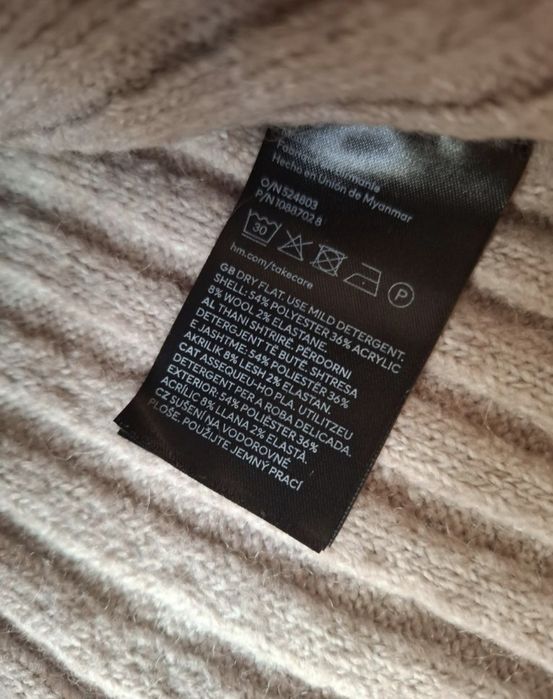 Hecho en Unión de Myanmar
O/N 524803
P/N 1088702 8
30
P
hm.com/takecare
GB DRY FLAT. USE MILD DETERGENT.
SHELL: 54% POLYESTER 36% ACRYLIC
8% WOOL 2% ELASTANE.
AL THANI SHTRIRË. PËRDORNI
DETERGJENT TË BUTË. SHTRESA
E JASHTME: 54% POLIESTËR 36%
AKRILIK 8% LESH 2% ELASTAN.
CAT ASSEQUEU-HO PLA. UTILITZEU
DETERGENT PER A ROBA DELICADA.
EXTERIOR: 54% POLIÈSTER 36%
ACRÍLIC 8% LLANA 2% ELASTÀ.
CZ SUŠENÍ NA VODOROVNÉ
PLOŠE. POUŽIJTE JEMNÝ PRACÍ